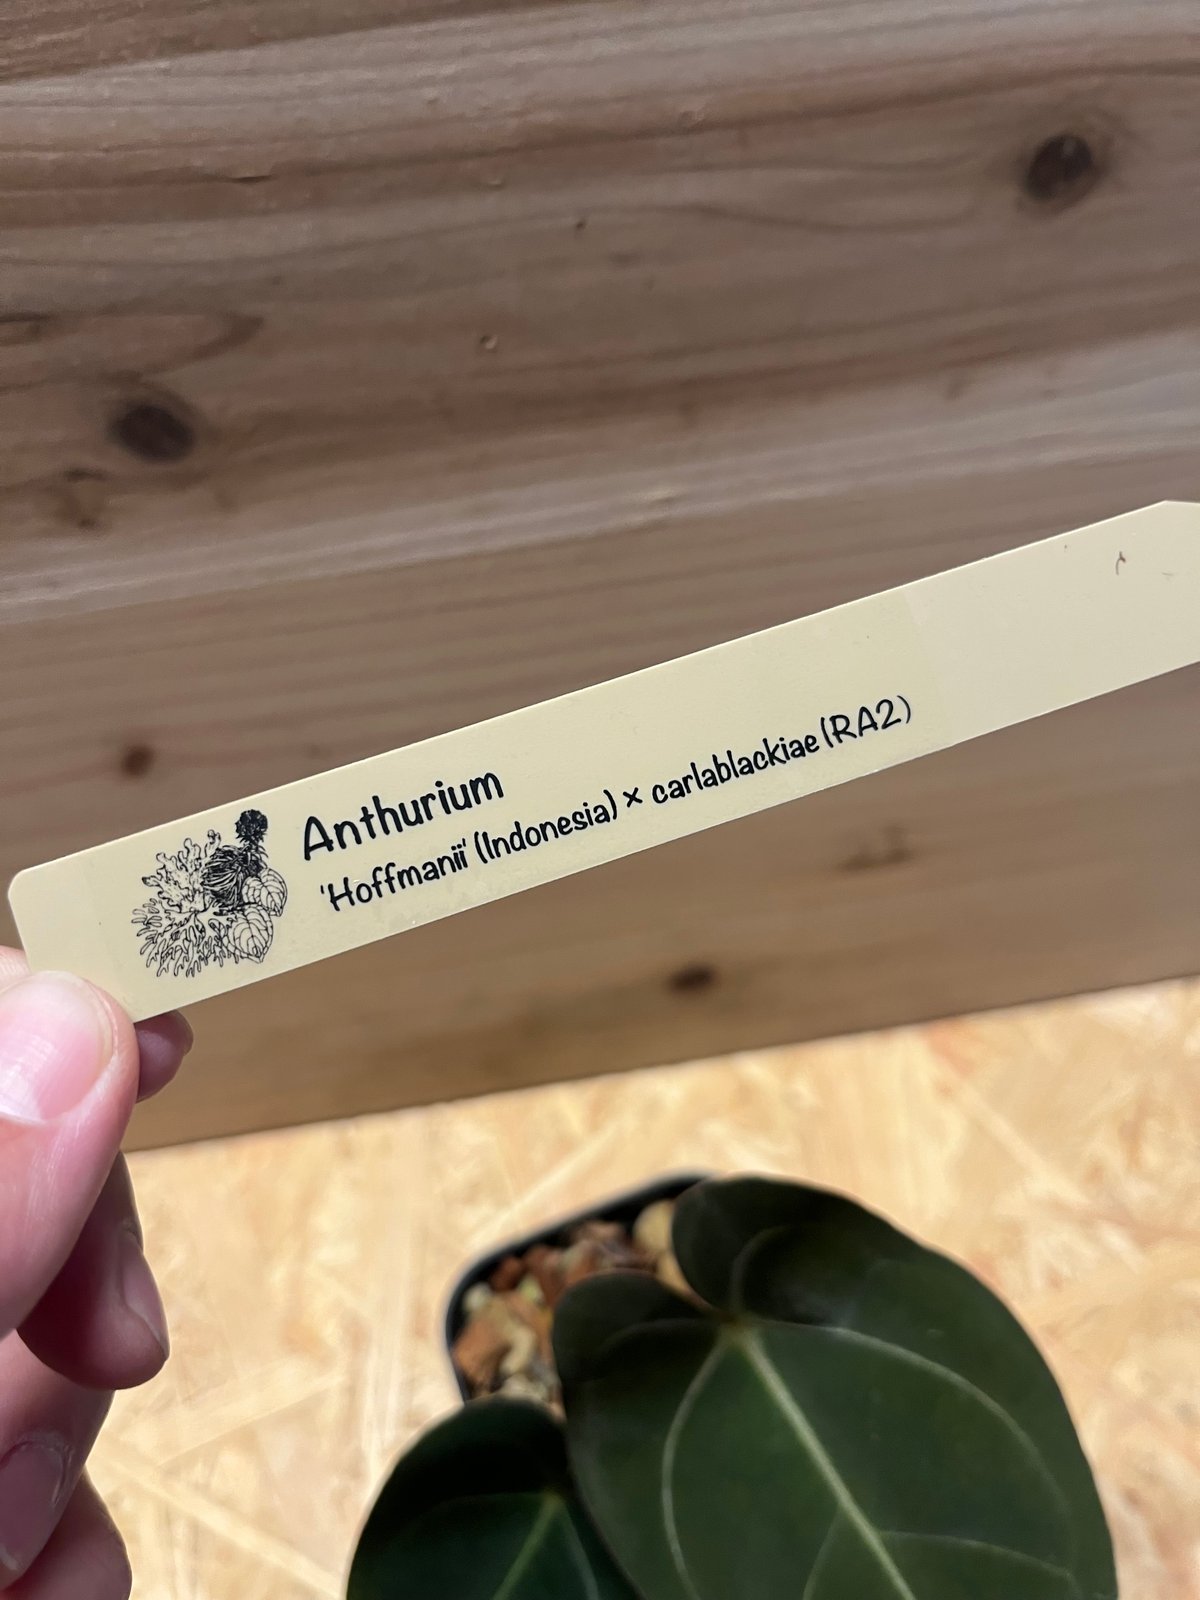 Anthurium
'Hoffmanii' (Indonesia) × carlablackiae (RA2)